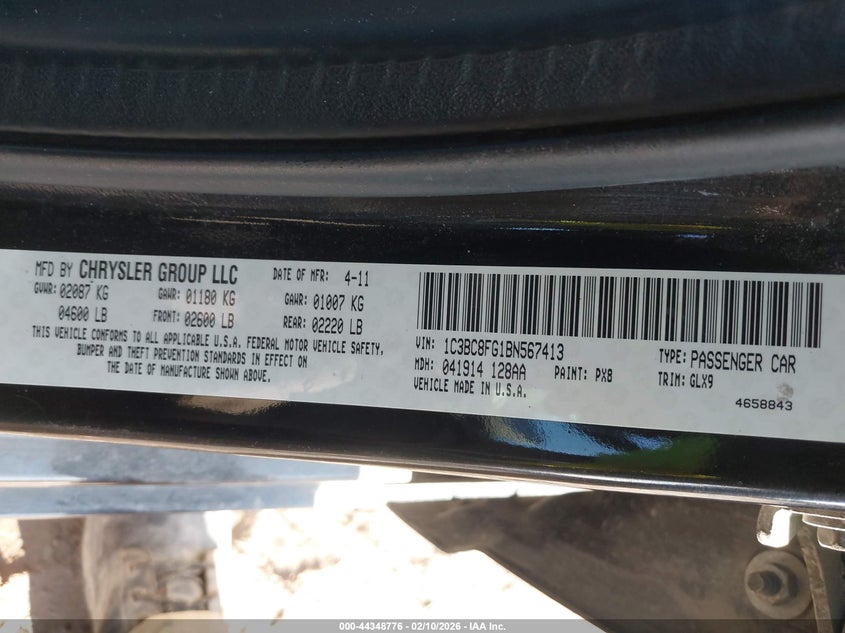 MFD BY CHRYSLER GROUP LLC DATE OF MFR: 4-11
GVWR: 02087 KG GAWR: 01180 KG GAWR: 01007 KG
04600 LB FRONT: 02600 LB REAR: 02220 LB
THIS VEHICLE CONFORMS TO ALL APPLICABLE U.S.A. FEDERAL MOTOR VEHICLE SAFETY,
BUMPER AND THEFT PREVENTION STANDARDS IN EFFECT ON
THE DATE OF MANUFACTURE SHOWN ABOVE.
VIN: 1C3BC8FG1BN567413 TYPE: PASSENGER CAR
MDH: 041914 128AA PAINT: PX8 TRIM: GLX9
VEHICLE MADE IN U.S.A.
4658843
000-44348776 - 02/10/2026 - IAA Inc.